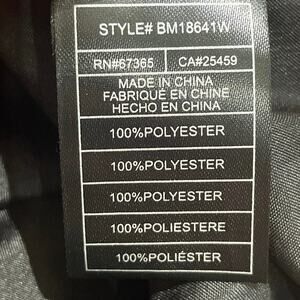 STYLE# BM18641W
RN#67365 CA#25459
MADE IN CHINA
FABRIQUÉ EN CHINE
HECHO EN CHINA
100%POLYESTER
100%POLYESTER
100%POLYESTER
100%POLIESTERE
100%POLIÉSTER